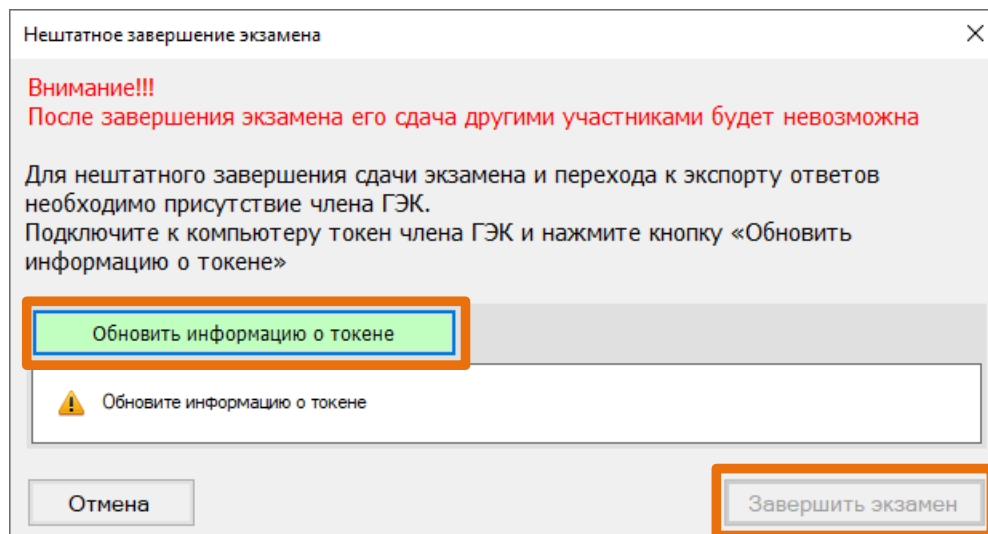 Нештатное завершение экзамена
Внимание!!!
После завершения экзамена его сдача другими участниками будет невозможна
Для нештатного завершения сдачи экзамена и перехода к экспорту ответов
необходимо присутствие члена ГЭК.
Подключите к компьютеру токен члена ГЭК и нажмите кнопку «Обновить
информацию о токене»
Обновить информацию о токене
Обновите информацию о токене
Отмена
Завершить экзамен